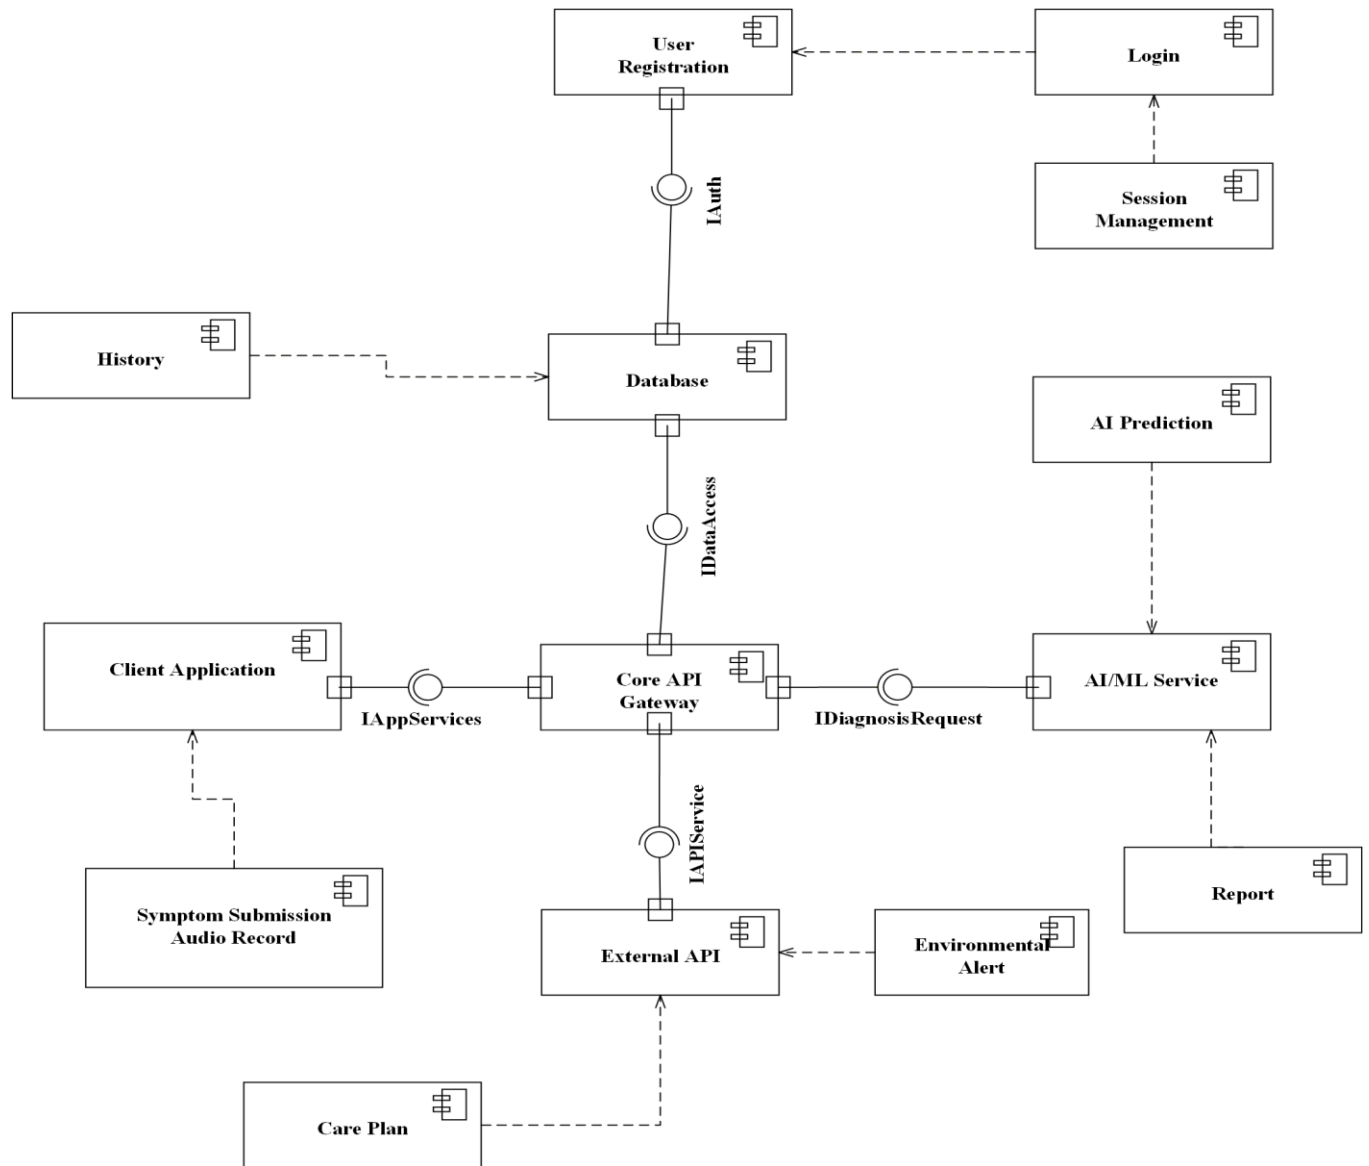 User
Registration
Login
Session
Management
IAuth
History
Database
AI Prediction
IDataAccess
Client Application
Core API
Gateway
AI/ML Service
IAppServices
IDiagnosisRequest
IAPIService
Symptom Submission
Audio Record
Report
External API
Environmental
Alert
Care Plan